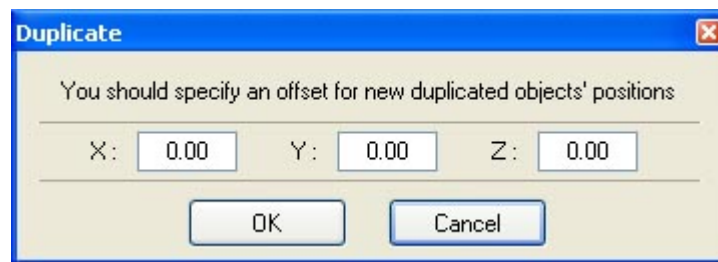 Duplicate
You should specify an offset for new duplicated objects' positions
X: 0.00 Y: 0.00 Z: 0.00
OK Cancel